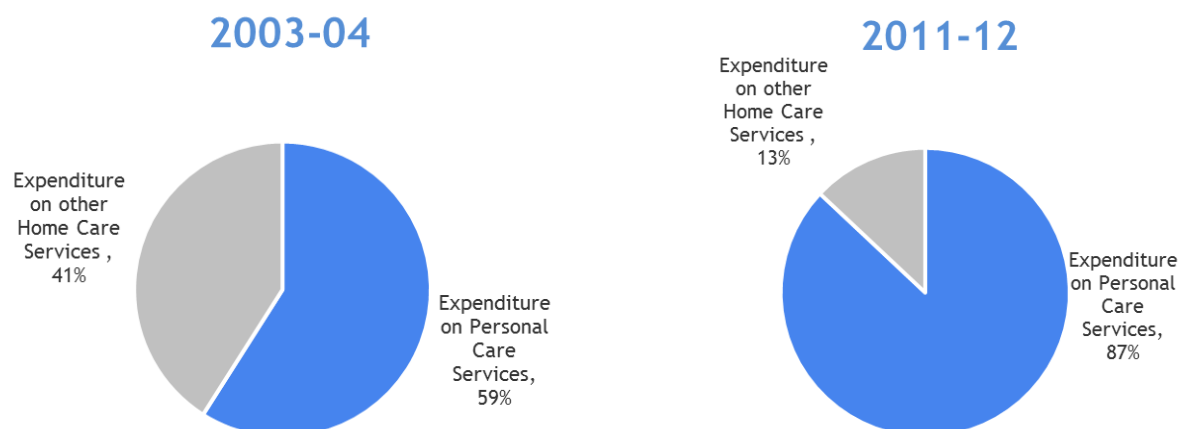 2003-04
Expenditure
on other
Home Care
Services ,
41%
Expenditure
on Personal
Care
Services,
59%
2011-12
Expenditure
on other
Home Care
Services ,
13%
Expenditure
on Personal
Care
Services,
87%